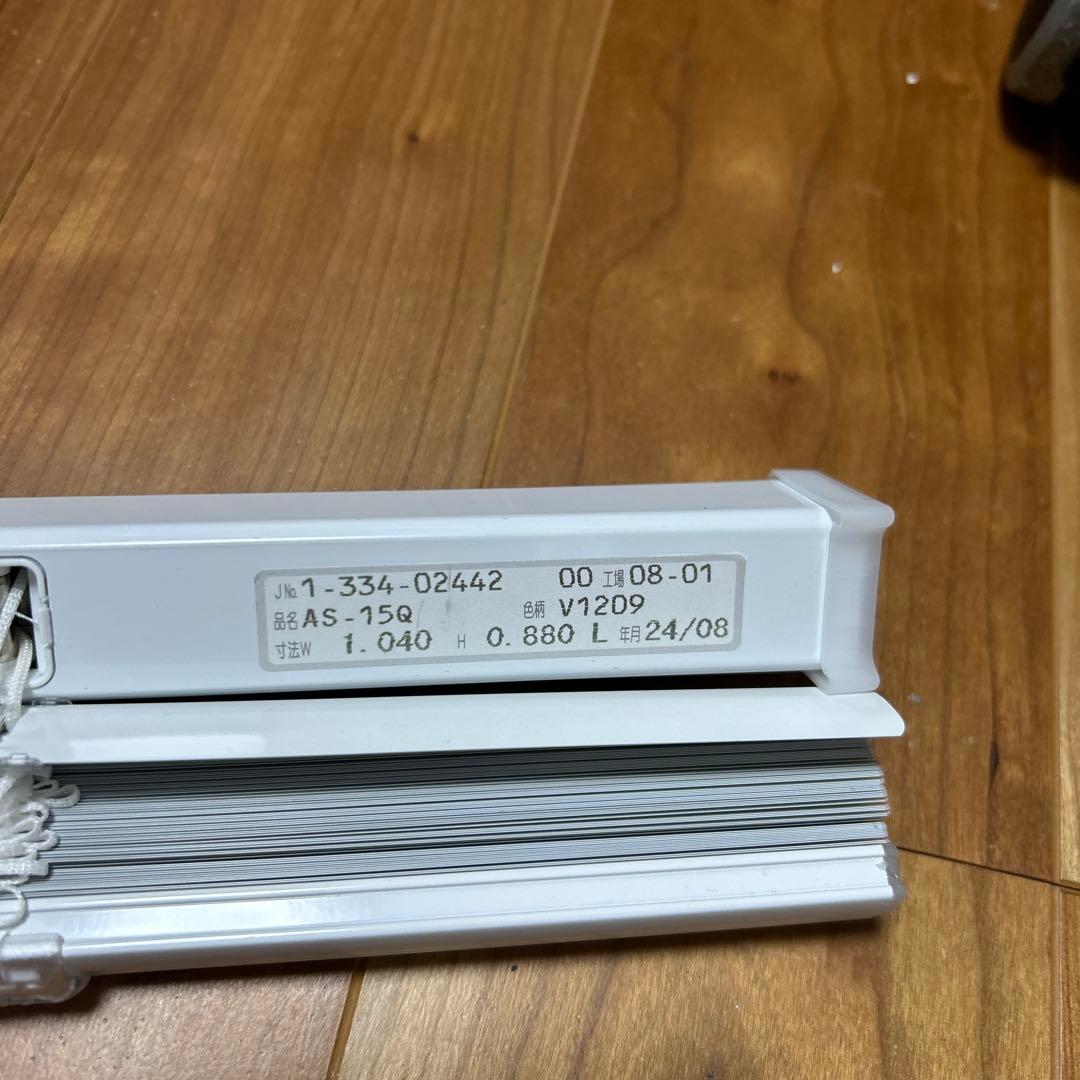 JNo. 1-334-02442 00 工場 08-01
品名 AS-15Q 色柄 V1209
寸法W 1.040 H 0.880 L 年月 24/08